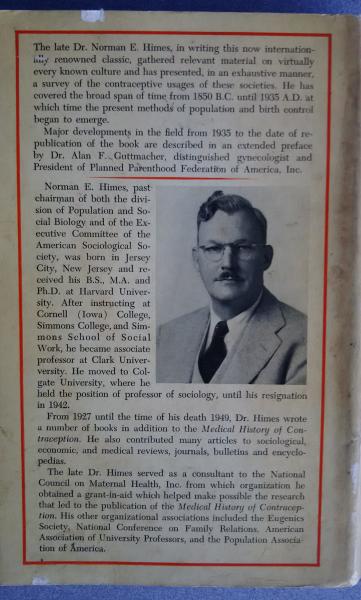 The late Dr. Norman E. Himes, in writing this now internation-
ally renowned classic, gathered relevant material on virtually
every known culture and has presented, in an exhaustive manner,
a survey of the contraceptive usages of these societies. He has
covered the broad span of time from 1850 B.C. until 1935 A.D. at
which time the present methods of population and birth control
began to emerge.
Major developments in the field from 1935 to the date of re-
publication of the book are described in an extended preface
by Dr. Alan F. Guttmacher, distinguished gynecologist and
President of Planned Parenthood Federation of America, Inc.
Norman E. Himes, past
chairman of both the divi-
sion of Population and So-
cial Biology and of the Ex-
ecutive Committee of the
American Sociological So-
ciety, was born in Jersey
City, New Jersey and re-
ceived his B.S., M.A. and
Ph.D. at Harvard Univer-
sity. After instructing at
Cornell (Iowa) College,
Simmons College, and Sim-
mons School of Social
Work, he became associate
professor at Clark Univer-
versity. He moved to Col-
gate University, where he
held the position of professor of sociology, until his resignation
in 1942.
From 1927 until the time of his death 1949, Dr. Himes wrote
a number of books in addition to the Medical History of Con-
traception. He also contributed many articles to sociological,
economic, and medical reviews, journals, bulletins and encyclo-
pedias.
The late Dr. Himes served as a consultant to the National
Council on Maternal Health, Inc. from which organization he
obtained a grant-in-aid which helped make possible the research
that led to the publication of the Medical History of Contracep-
tion. His other organizational associations included the Eugenics
Society, National Conference on Family Relations, American
Association of University Professors, and the Population Associa-
tion of America.